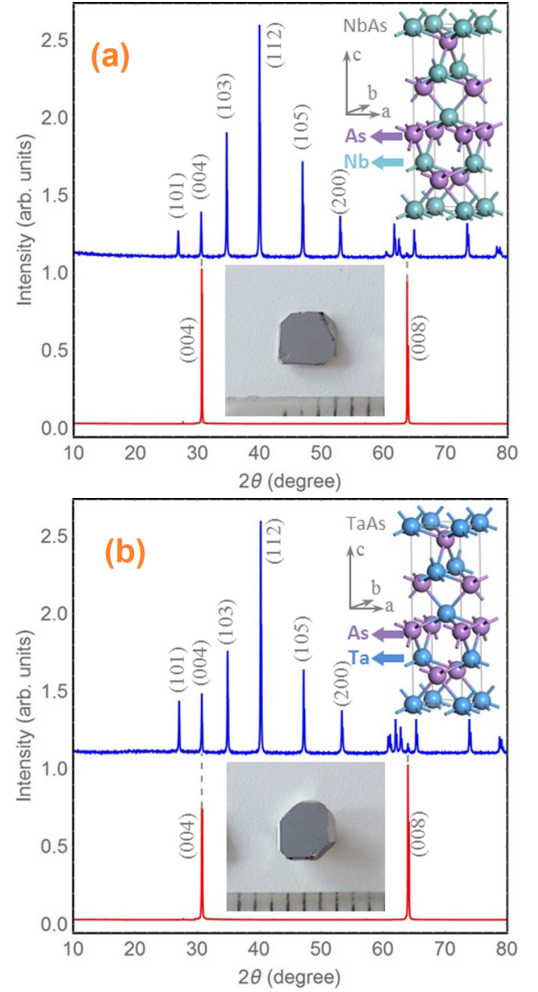 (a)
NbAs
c
b
a
As
Nb
(101)
(004)
(103)
(112)
(105)
(200)
(004)
(008)
Intensity (arb. units)
2.5
2.0
1.5
1.0
0.5
0.0
10 20 30 40 50 60 70 80
2θ (degree)
(b)
TaAs
c
b
a
As
Ta
(101)
(004)
(103)
(112)
(105)
(200)
(004)
(008)
Intensity (arb. units)
2.5
2.0
1.5
1.0
0.5
0.0
10 20 30 40 50 60 70 80
2θ (degree)